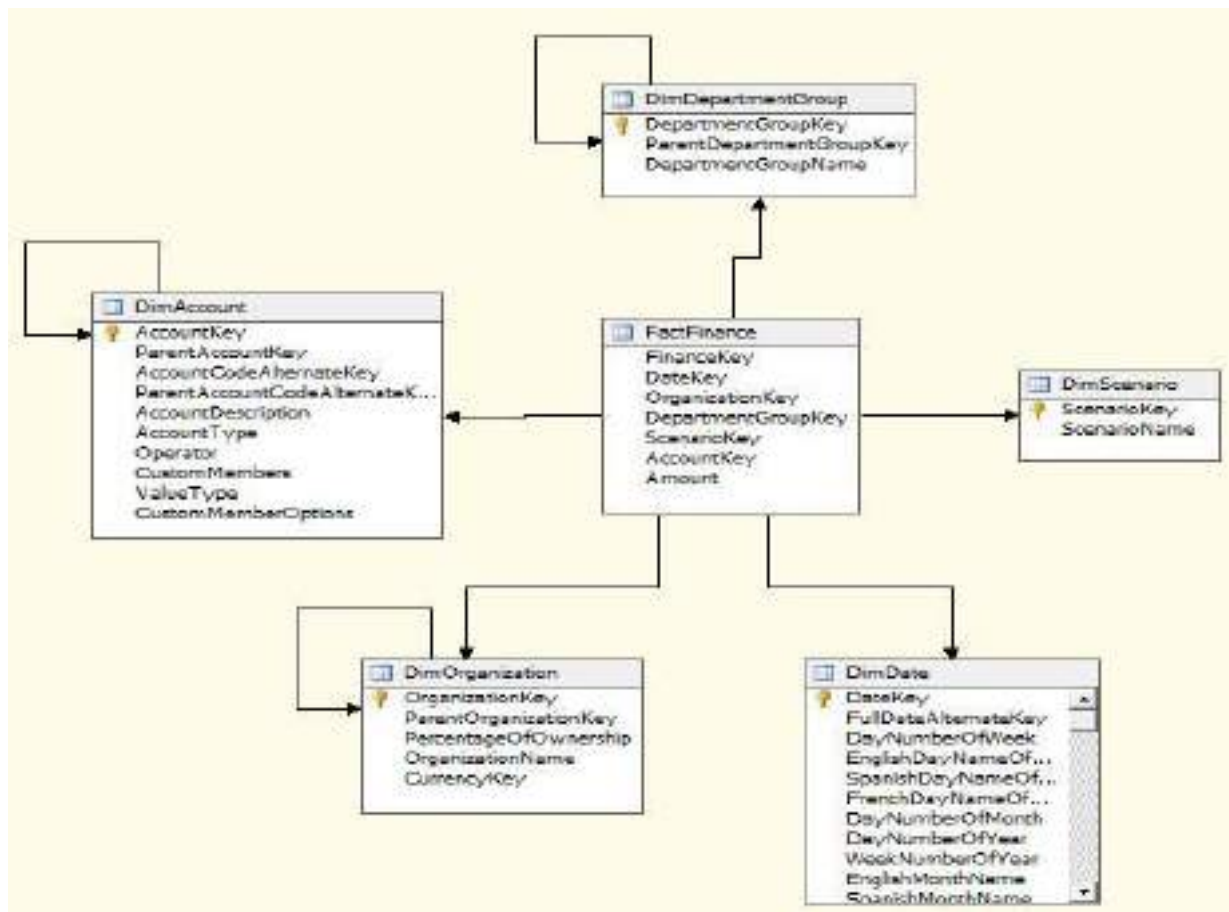 DimDepartmentGroup
DepartmentGroupKey
ParentDepartmentGroupKey
DepartmentGroupName
DimAccount
AccountKey
ParentAccountKey
AccountCodeAlternateKey
ParentAccountCodeAlternateK...
AccountDescription
AccountType
Operator
CustomMembers
ValueType
CustomMemberOptions
FactFinance
FinanceKey
DateKey
OrganizationKey
DepartmentGroupKey
ScenarioKey
AccountKey
Amount
DimScenario
ScenarioKey
ScenarioName
DimOrganization
OrganizationKey
ParentOrganizationKey
PercentageOfOwnership
OrganizationName
CurrencyKey
DimDate
DateKey
FullDateAlternateKey
DayNumberOfWeek
EnglishDayNameOf...
SpanishDayNameOf...
FrenchDayNameOf...
DayNumberOfMonth
DayNumberOfYear
WeekNumberOfYear
EnglishMonthName
SpanishMonthName